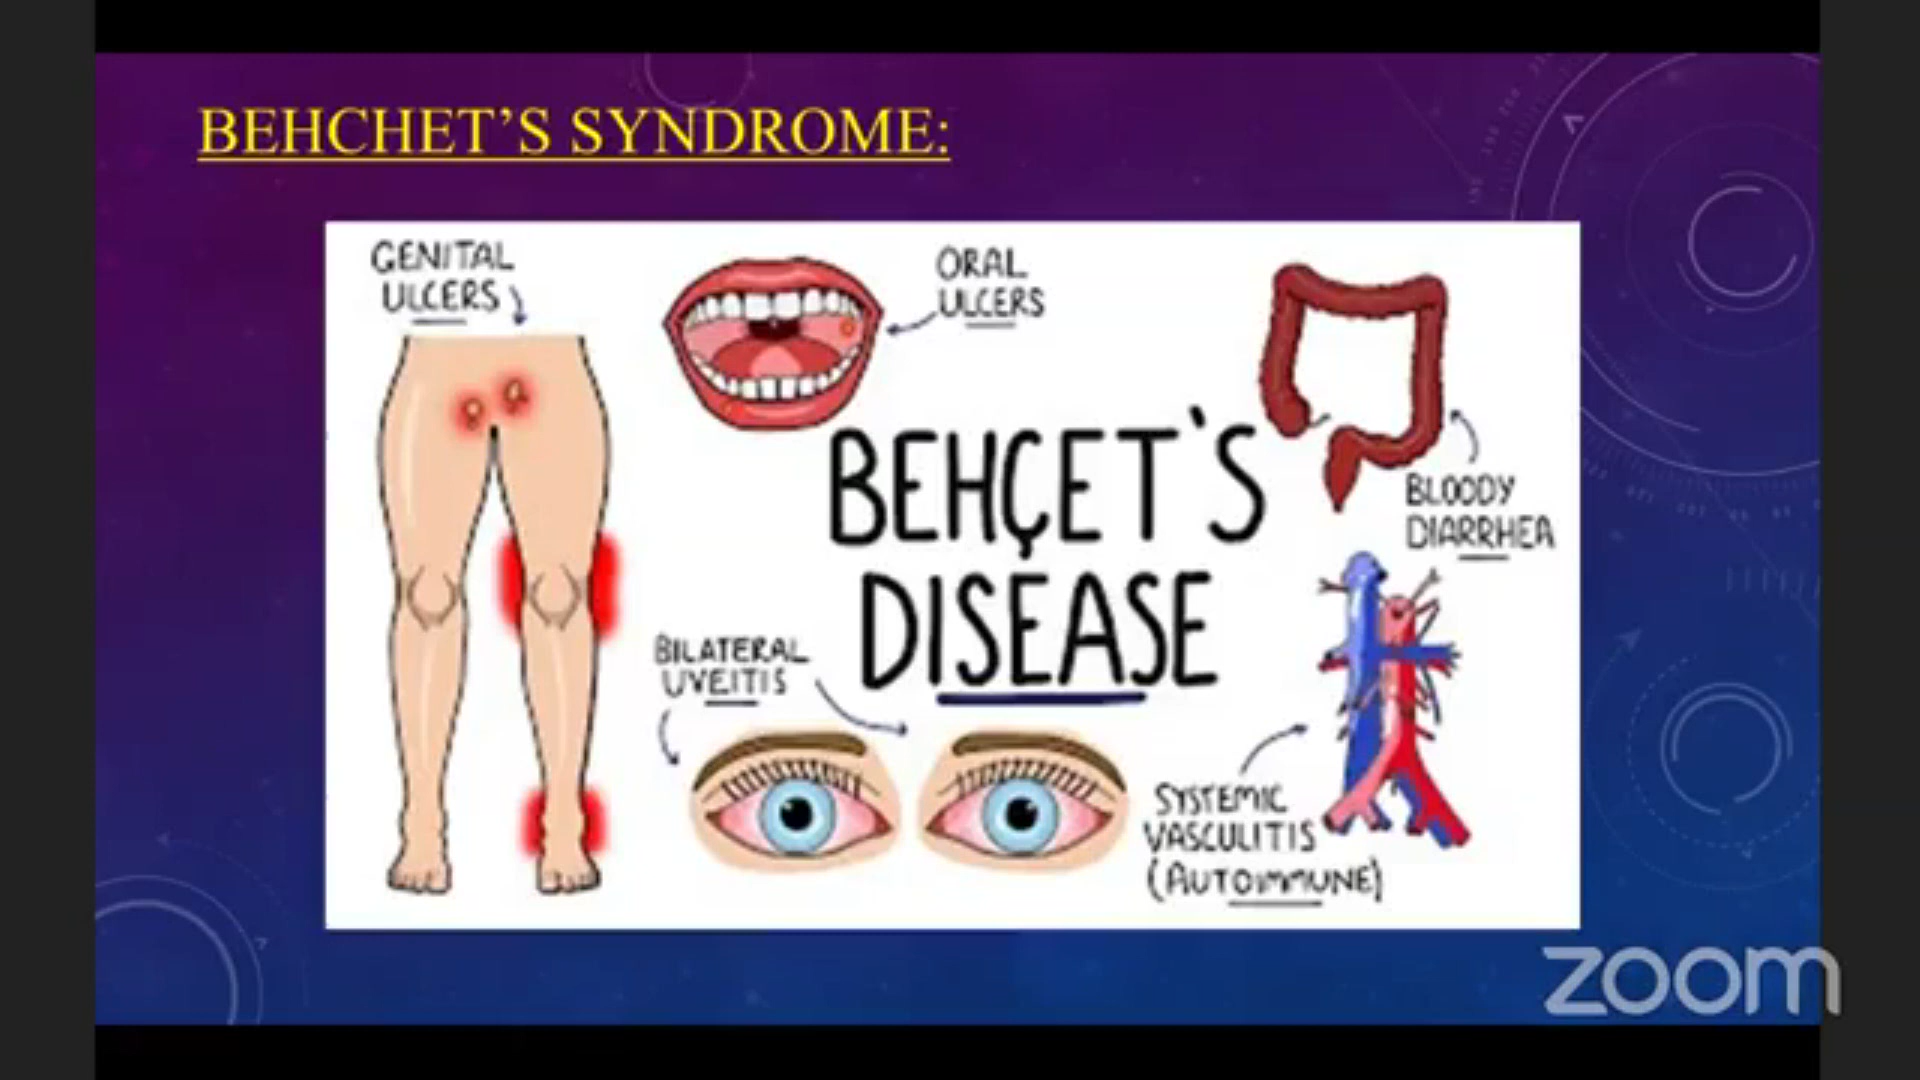 BEHCHET’S SYNDROME:
GENITAL
ULCERS
ORAL
ULCERS
BEHÇET'S
DISEASE
BLOODY
DIARRHEA
BILATERAL
UVEITIS
SYSTEMIC
VASCULITIS
(AUTOIMMUNE)
zoom